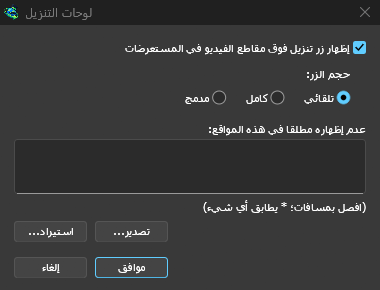 لوحات التنزيل
إظهار زر تنزيل فوق مقاطع الفيديو في المستعرضات
حجم الزر:
تلقائي كامل مدمج
عدم إظهاره مطلقا في هذه المواقع:
(افصل بمسافات؛ * يطابق أي شيء)
تصدير... استيراد...
موافق إلغاء